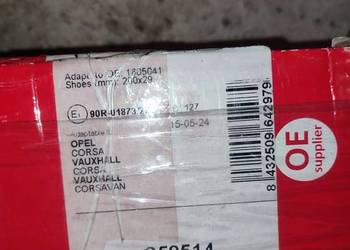 Adapt. to OE: 1605041
Shoes (mm): 200x29
E1 90R-01873/
127
15-05-24
Adaptable
OPEL
CORSA
VAUXHALL
CORSA
VAUXHALL
CORSAVAN
8 432509 642979
OE
supplier